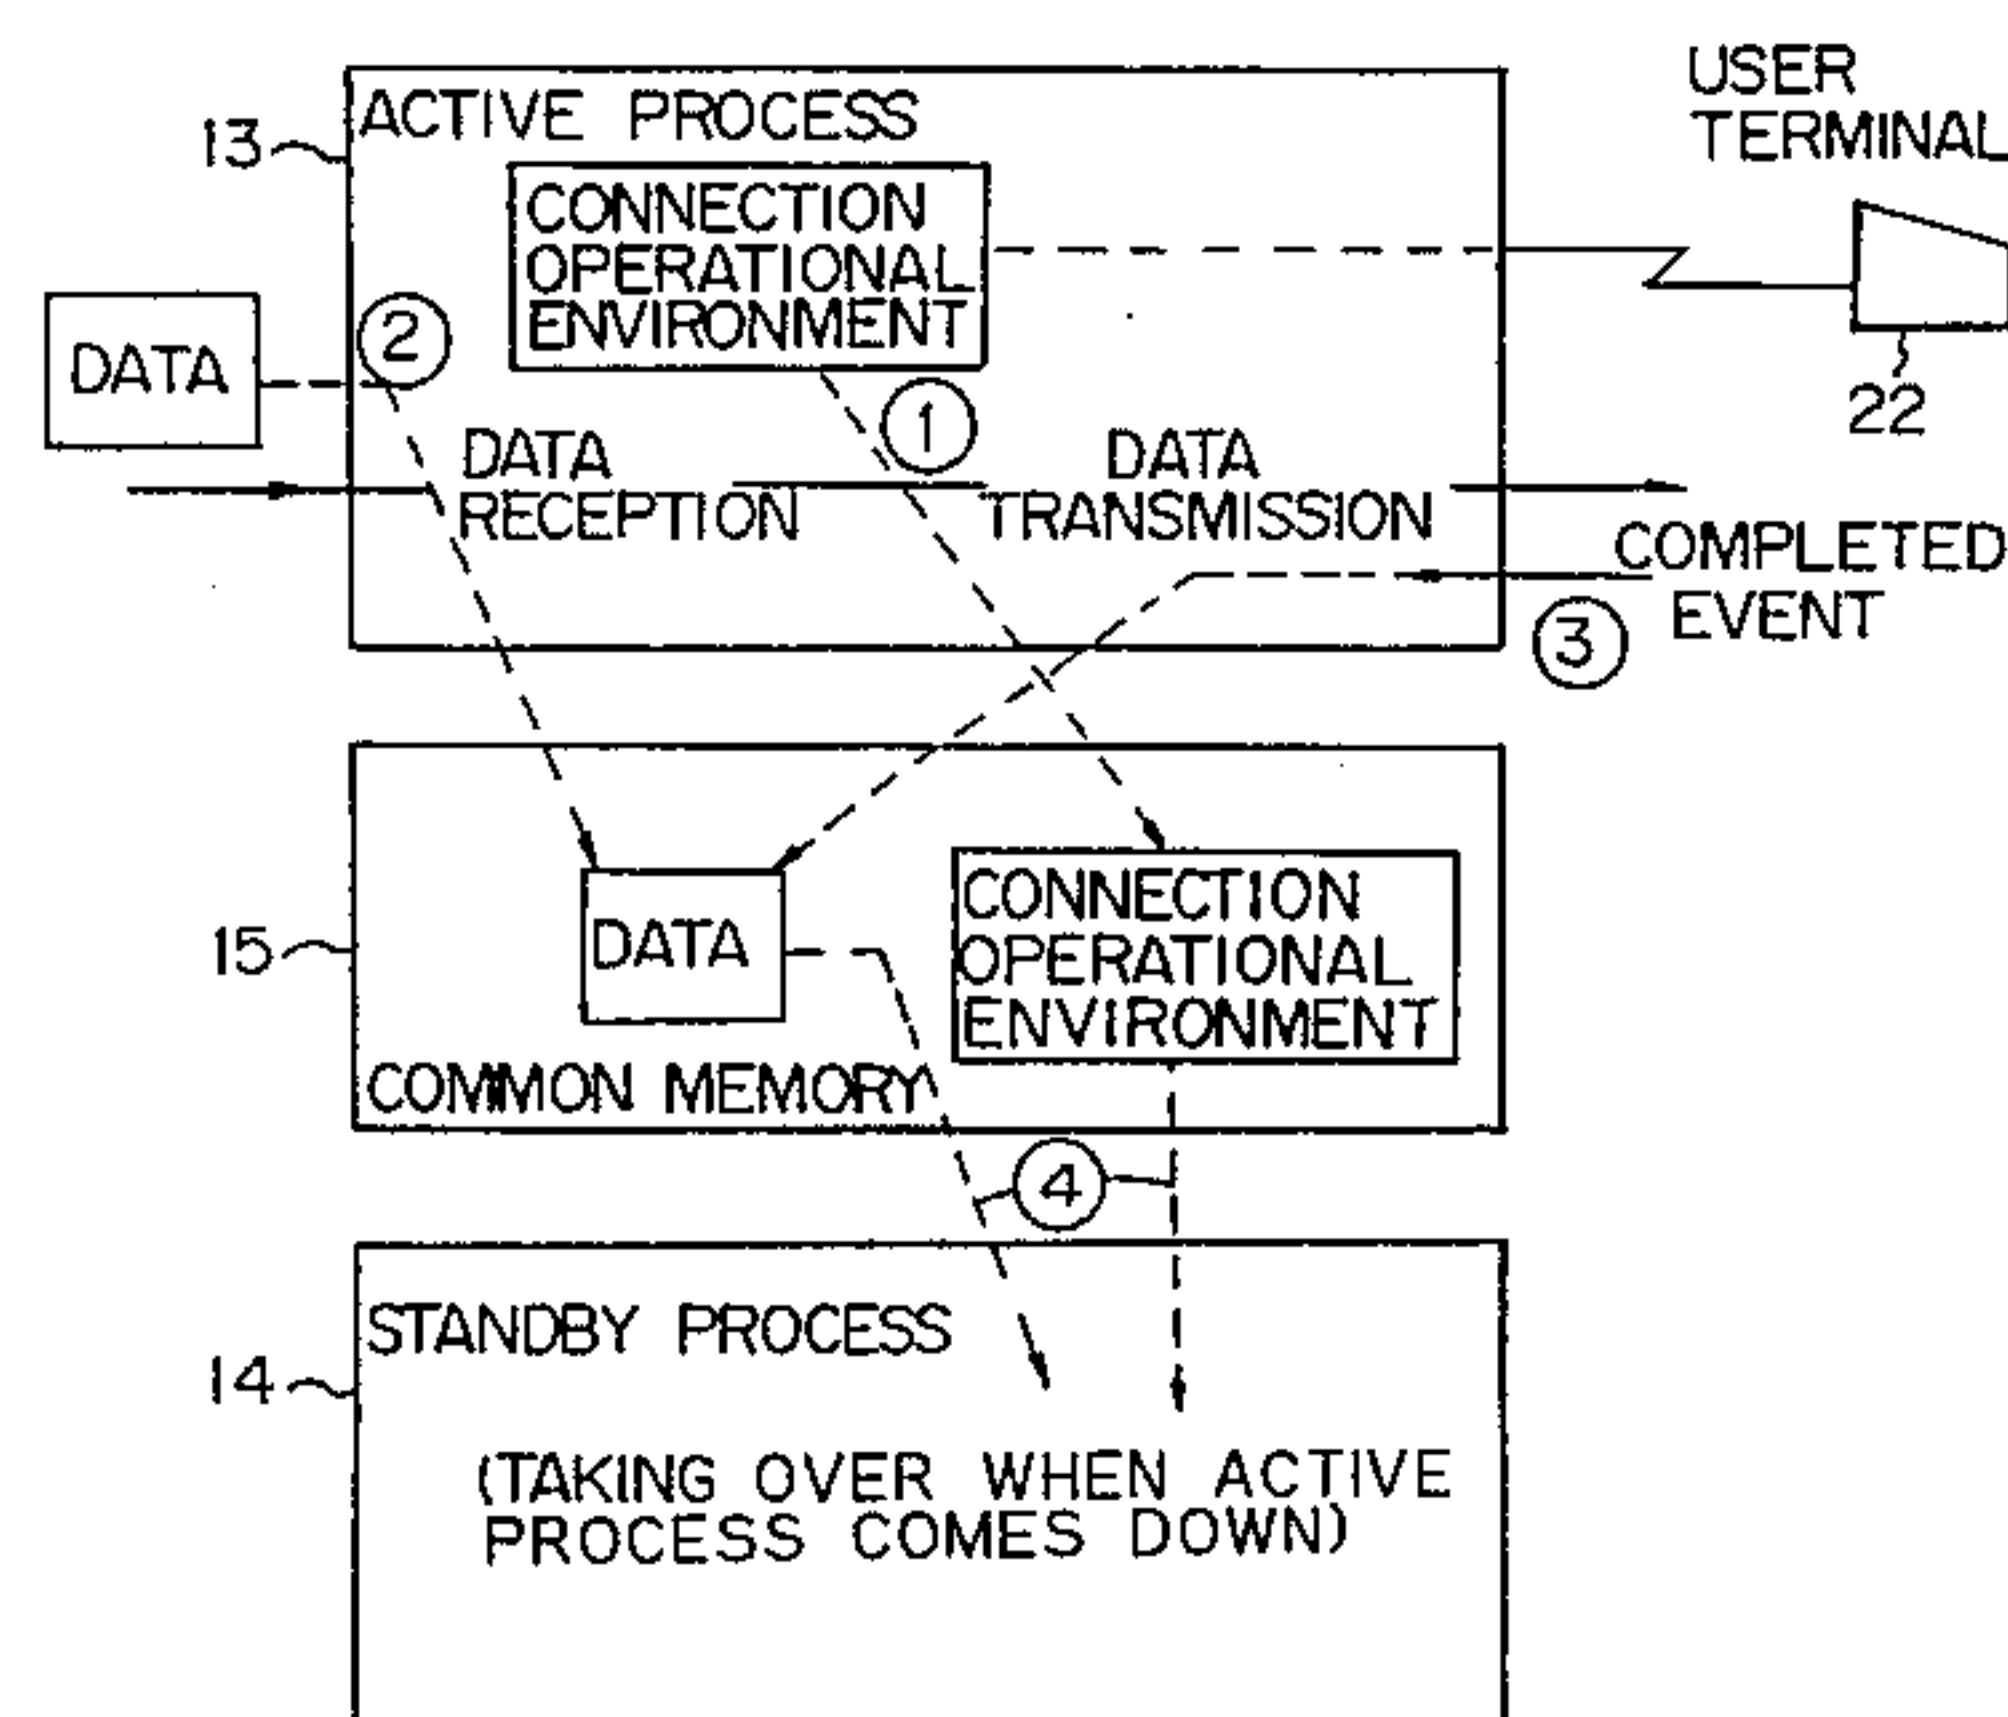 USER
TERMINAL
ACTIVE PROCESS
13
CONNECTION
OPERATIONAL
ENVIRONMENT
2
DATA
22
1
DATA
RECEPTION
DATA
TRANSMISSION
COMPLETED
EVENT
3
CONNECTION
OPERATIONAL
ENVIRONMENT
DATA
15
COMMON MEMORY
4
STANDBY PROCESS
14
(TAKING OVER WHEN ACTIVE
PROCESS COMES DOWN)